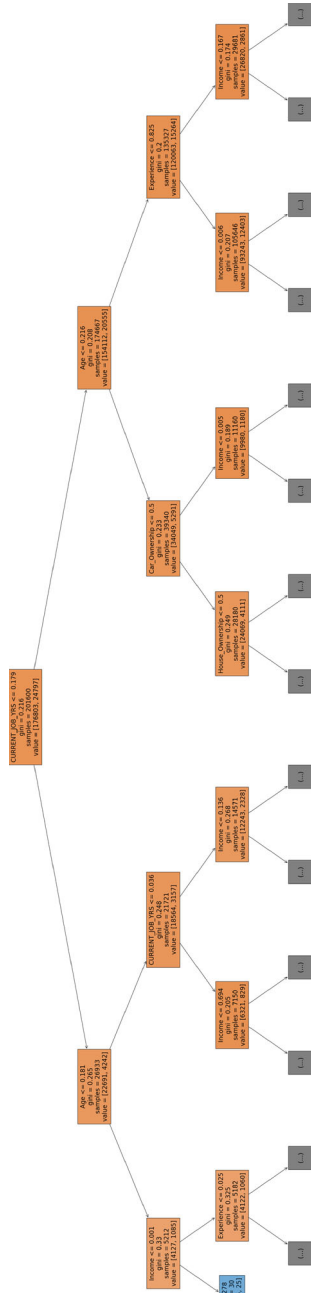 CURRENT_JOB_YRS <= 0.179
gini = 0.216
samples = 201600
value = [176803, 24797]
Age <= 0.181
gini = 0.265
samples = 26933
value = [22691, 4242]
Age <= 0.216
gini = 0.208
samples = 174667
value = [154112, 20555]
Income <= 0.001
gini = 0.33
samples = 5212
value = [4127, 1085]
CURRENT_JOB_YRS <= 0.036
gini = 0.248
samples = 21721
value = [18564, 3157]
Car_Ownership <= 0.5
gini = 0.233
samples = 39340
value = [34049, 5291]
Experience <= 0.825
gini = 0.2
samples = 135327
value = [120063, 15264]
278
= 30
, 25]
Experience <= 0.025
gini = 0.325
samples = 5182
value = [4122, 1060]
Income <= 0.694
gini = 0.205
samples = 7150
value = [6321, 829]
Income <= 0.136
gini = 0.268
samples = 14571
value = [12243, 2328]
House_Ownership <= 0.5
gini = 0.249
samples = 28180
value = [24069, 4111]
Income <= 0.005
gini = 0.189
samples = 11160
value = [9980, 1180]
Income <= 0.006
gini = 0.207
samples = 105646
value = [93243, 12403]
Income <= 0.167
gini = 0.174
samples = 29681
value = [26820, 2861]
(...)
(...)
(...)
(...)
(...)
(...)
(...)
(...)
(...)
(...)
(...)
(...)
(...)
(...)